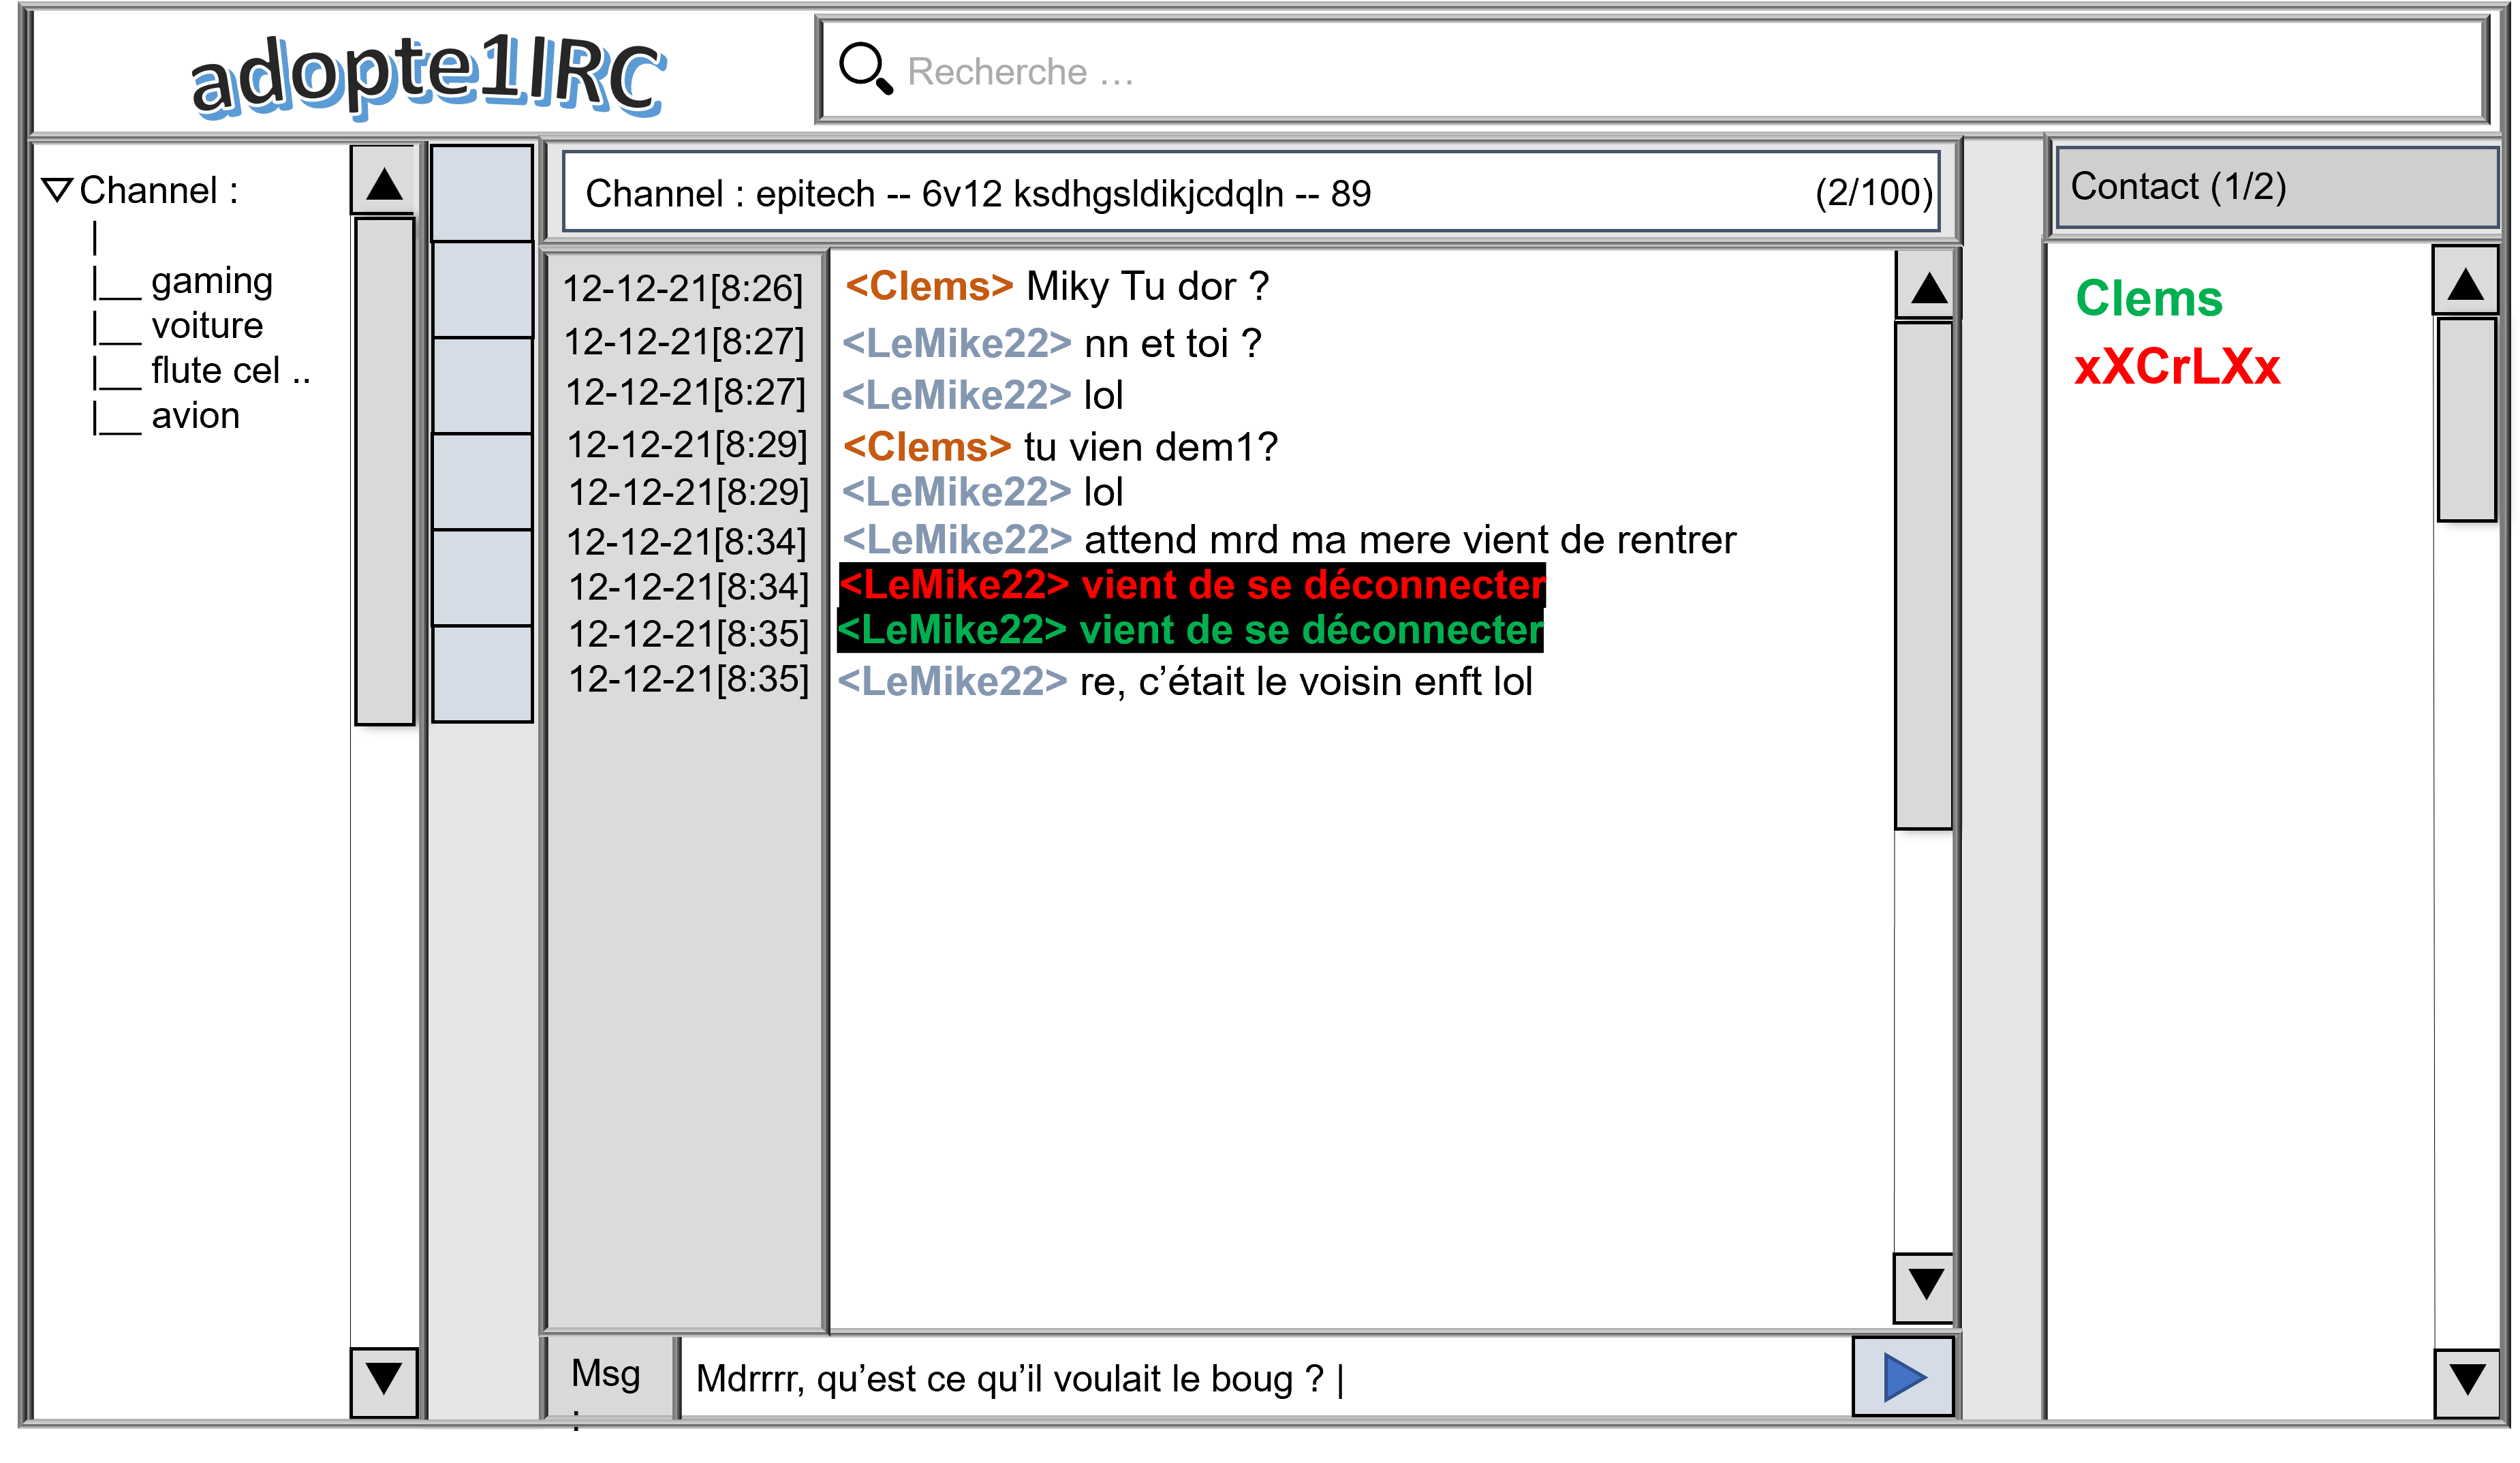 adopte1IRC
Recherche ...
Channel :
|
|__ gaming
|__ voiture
|__ flute cel ..
|__ avion
Channel : epitech -- 6v12 ksdhgsldikjcdqln -- 89 (2/100)
12-12-21[8:26] <Clems> Miky Tu dor ?
12-12-21[8:27] <LeMike22> nn et toi ?
12-12-21[8:27] <LeMike22> lol
12-12-21[8:29] <Clems> tu vien dem1?
12-12-21[8:29] <LeMike22> lol
12-12-21[8:34] <LeMike22> attend mrd ma mere vient de rentrer
12-12-21[8:34] <LeMike22> vient de se déconnecter
12-12-21[8:35] <LeMike22> vient de se déconnecter
12-12-21[8:35] <LeMike22> re, c’était le voisin enft lol
Msg :
Mdrrrr, qu’est ce qu’il voulait le boug ? |
Contact (1/2)
Clems
xXCrLXx